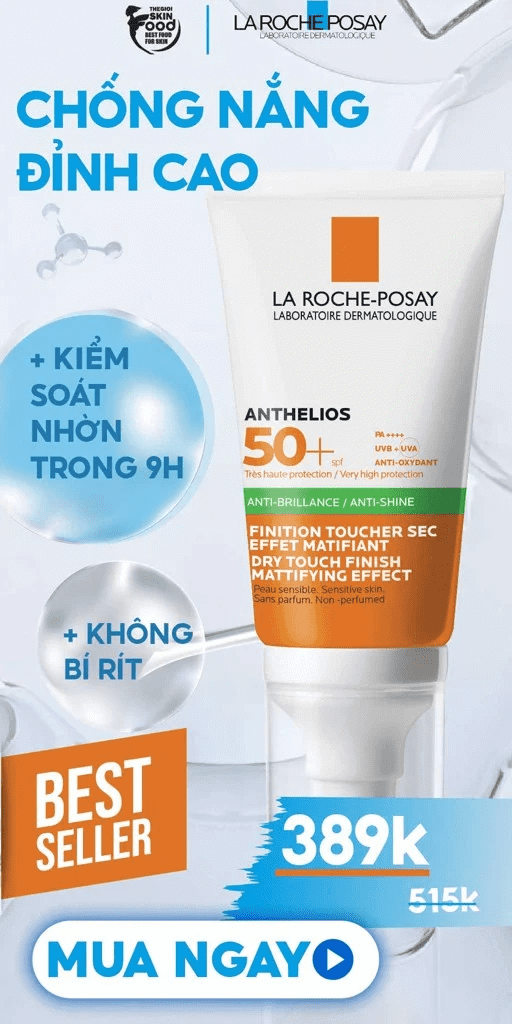 THEGIOI
SKIN
Food
BEST FOOD
FOR SKIN
LA ROCHE POSAY
LABORATOIRE DERMATOLOGIQUE
CHỐNG NẮNG
ĐỈNH CAO
LA ROCHE-POSAY
LABORATOIRE DERMATOLOGIQUE
+ KIỂM
SOÁT
NHỜN
TRONG 9H
ANTHELIOS
50+ spf
PA ++++
UVB + UVA
ANTI-OXYDANT
Très haute protection / Very high protection
ANTI-BRILLANCE / ANTI-SHINE
FINITION TOUCHER SEC
EFFET MATIFIANT
DRY TOUCH FINISH
MATTIFYING EFFECT
Peau sensible. Sensitive skin.
Sans parfum. Non-perfumed
+ KHÔNG
BÍ RÍT
BEST
SELLER
389k
515k
MUA NGAY